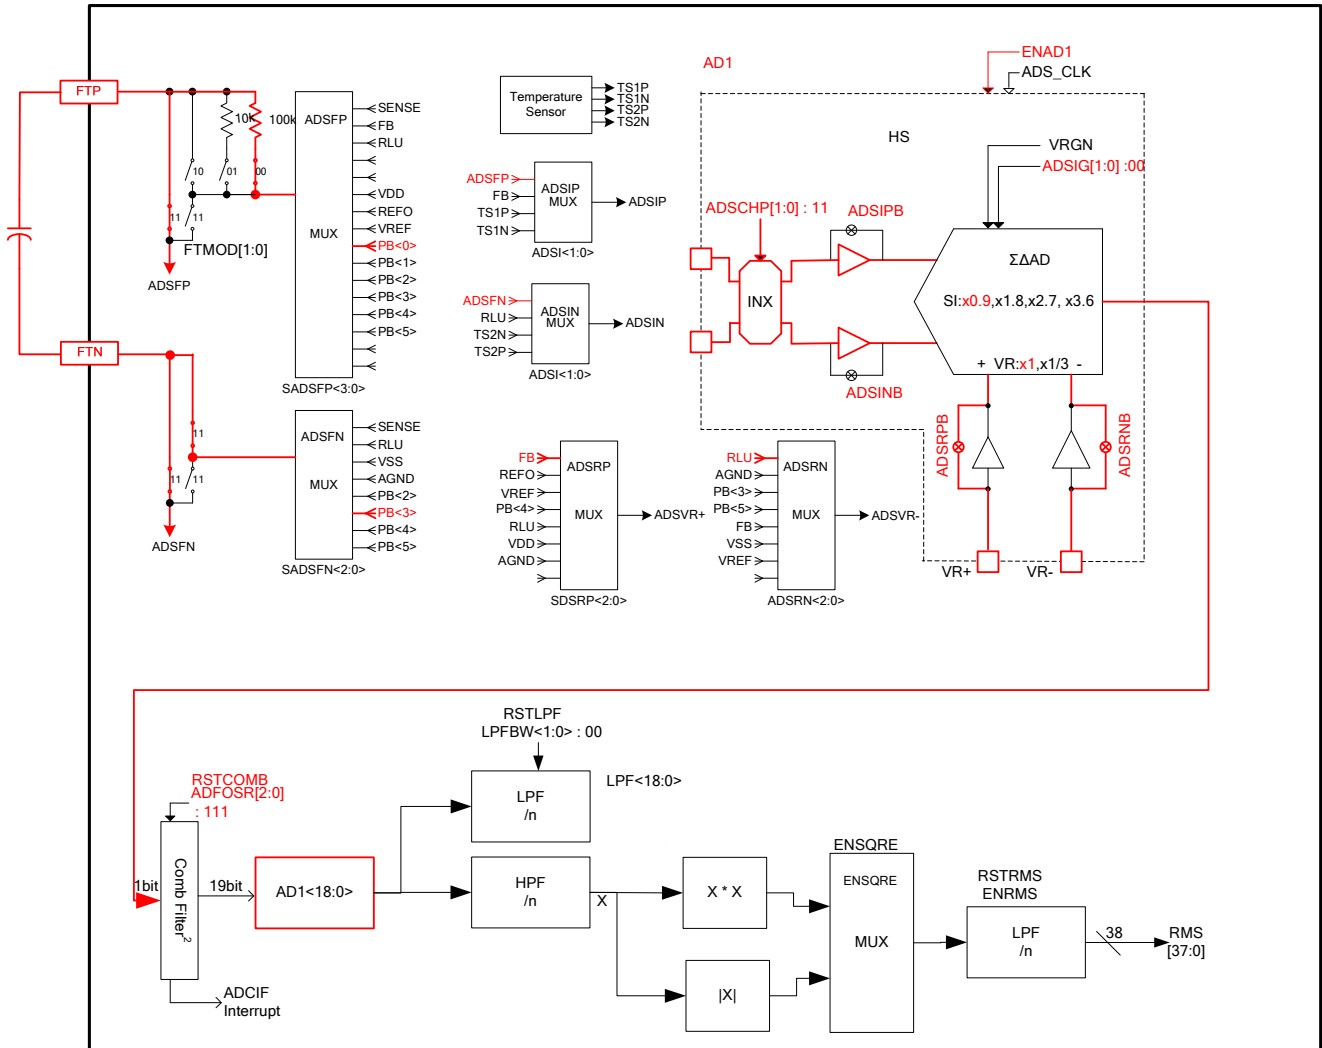 FTP
10k
100k
10
01
00
11
11
FTMOD[1:0]
ADSFP
FTN
11
11
11
ADSFN
ADSFP
MUX
SENSE
FB
RLU
VDD
REFO
VREF
PB<0>
PB<1>
PB<2>
PB<3>
PB<4>
PB<5>
SADSFP<3:0>
ADSFN
MUX
SENSE
RLU
VSS
AGND
PB<2>
PB<3>
PB<4>
PB<5>
SADSFN<2:0>
Temperature
Sensor
TS1P
TS1N
TS2P
TS2N
ADSFP
FB
TS1P
TS1N
ADSIP
MUX
ADSIP
ADSI<1:0>
ADSFN
RLU
TS2N
TS2P
ADSIN
MUX
ADSIN
ADSI<1:0>
FB
REFO
VREF
PB<4>
RLU
VDD
AGND
ADSRP
MUX
ADSVR+
SDSRP<2:0>
RLU
AGND
PB<3>
PB<5>
FB
VSS
VREF
ADSRN
MUX
ADSVR-
ADSRN<2:0>
AD1
ENAD1
ADS_CLK
HS
VRGN
ADSIG[1:0] :00
ADSCHP[1:0] : 11
INX
ADSIPB
ADSINB
ΣΔAD
SI:x0.9,x1.8,x2.7, x3.6
+ VR:x1,x1/3 -
ADSRPB
ADSRNB
VR+
VR-
RSTCOMB
ADFOSR[2:0]
: 111
1bit
Comb Filter2
19bit
ADCIF
Interrupt
AD1<18:0>
RSTLPF
LPFBW<1:0> : 00
LPF
/n
LPF<18:0>
HPF
/n
X
X * X
|X|
ENSQRE
ENSQRE
MUX
RSTRMS
ENRMS
LPF
/n
38
RMS
[37:0]